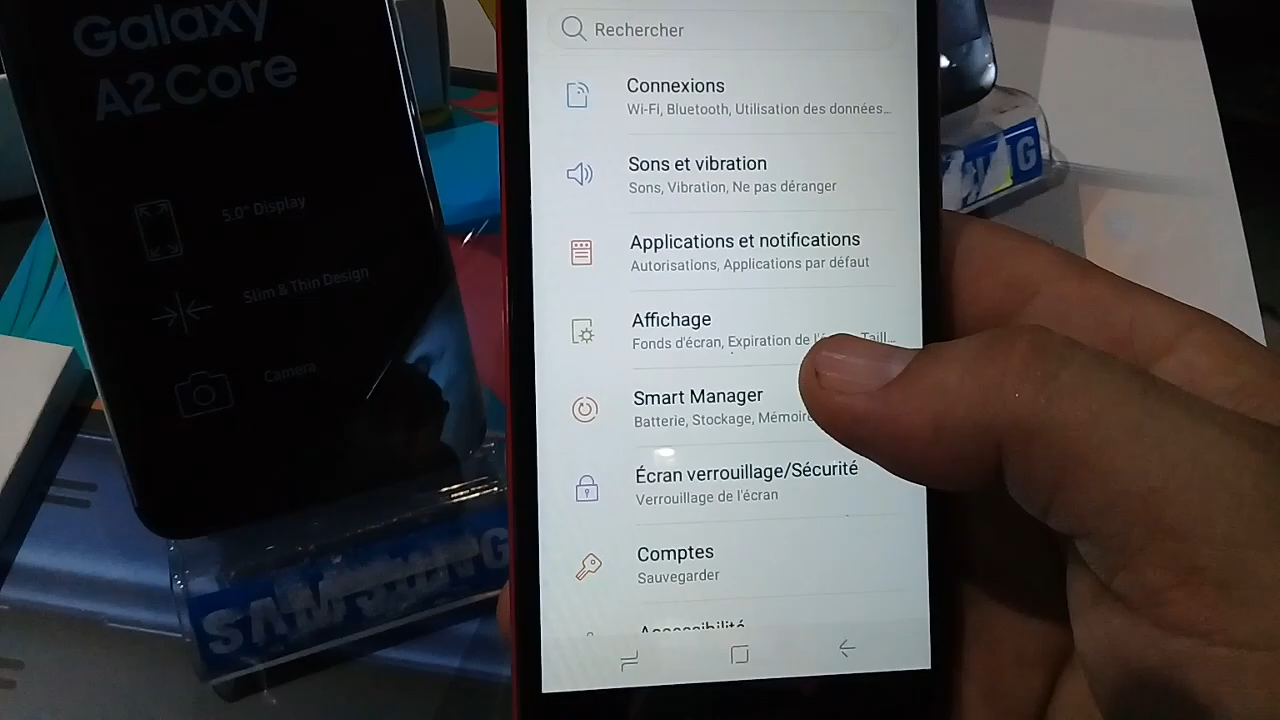 Galaxy
A2 Core
5.0" Display
Slim & Thin Design
Camera
SAMSUNG
Rechercher
Connexions
Wi-Fi, Bluetooth, Utilisation des données...
Sons et vibration
Sons, Vibration, Ne pas déranger
Applications et notifications
Autorisations, Applications par défaut
Affichage
Fonds d'écran, Expiration de Taill...
Smart Manager
Batterie, Stockage, Mémoire
Écran verrouillage/Sécurité
Verrouillage de l'écran
Comptes
Sauvegarder